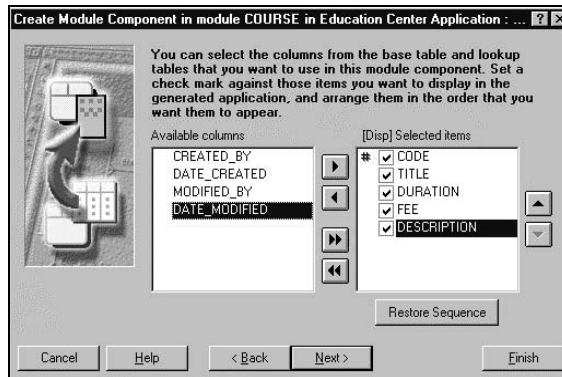 Create Module Component in module COURSE in Education Center Application : ...
You can select the columns from the base table and lookup
tables that you want to use in this module component. Set a
check mark against those items you want to display in the
generated application, and arrange them in the order that you
want them to appear.
Available columns
CREATED_BY
DATE_CREATED
MODIFIED_BY
DATE_MODIFIED
[Disp] Selected items
# CODE
TITLE
DURATION
FEE
DESCRIPTION
Restore Sequence
Cancel
Help
< Back
Next >
Finish